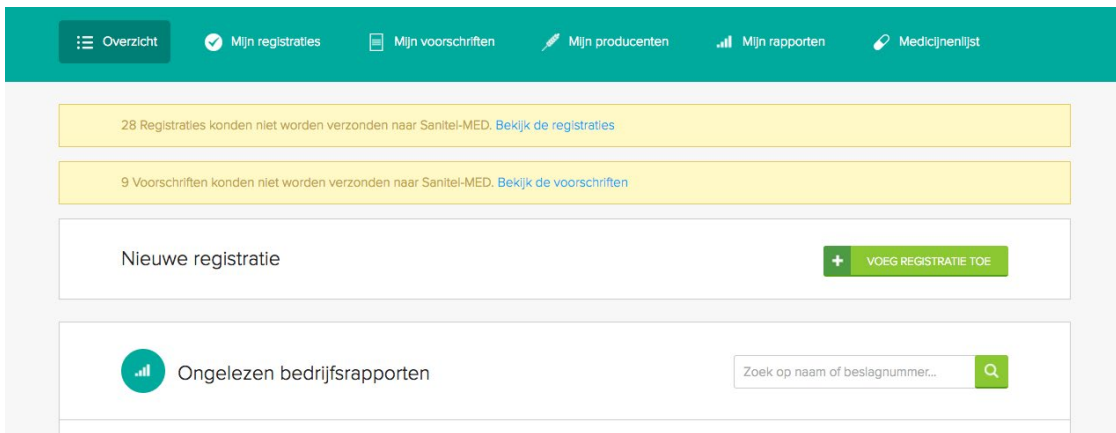 Overzicht
Mijn registraties
Mijn voorschriften
Mijn producenten
Mijn rapporten
Medicijnenlijst
28 Registraties konden niet worden verzonden naar Sanitel-MED. Bekijk de registraties
9 Voorschriften konden niet worden verzonden naar Sanitel-MED. Bekijk de voorschriften
Nieuwe registratie
+ VOEG REGISTRATIE TOE
Ongelezen bedrijfsrapporten
Zoek op naam of beslagnummer...